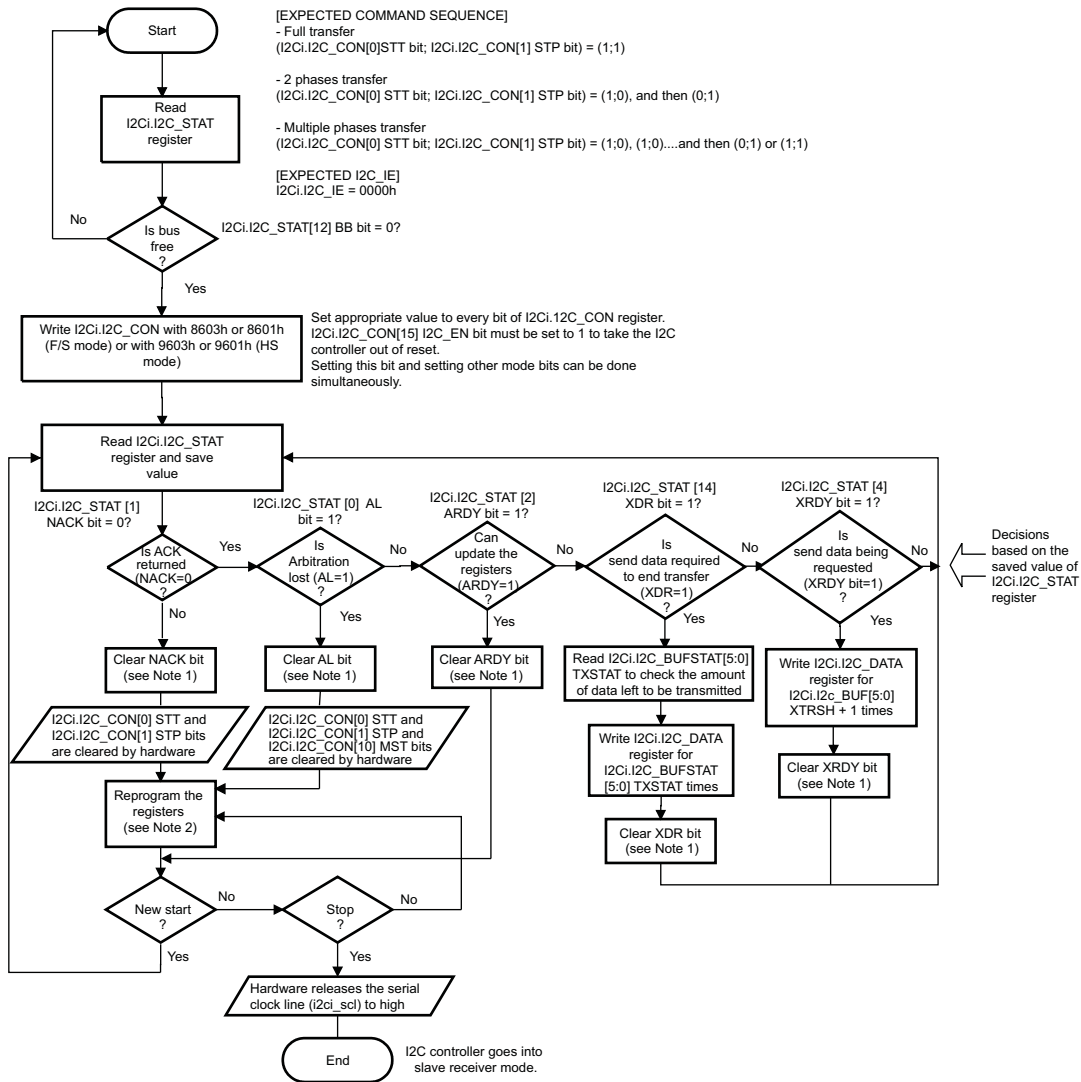 Start
[EXPECTED COMMAND SEQUENCE]
- Full transfer
(I2Ci.I2C_CON[0]STT bit; I2Ci.I2C_CON[1] STP bit) = (1;1)
- 2 phases transfer
(I2Ci.I2C_CON[0] STT bit; I2Ci.I2C_CON[1] STP bit) = (1;0), and then (0;1)
- Multiple phases transfer
(I2Ci.I2C_CON[0] STT bit; I2Ci.I2C_CON[1] STP bit) = (1;0), (1;0)....and then (0;1) or (1;1)
[EXPECTED I2C_IE]
I2Ci.I2C_IE = 0000h
Read
I2Ci.I2C_STAT
register
No
Is bus
free
?
I2Ci.I2C_STAT[12] BB bit = 0?
Yes
Write I2Ci.I2C_CON with 8603h or 8601h
(F/S mode) or with 9603h or 9601h (HS
mode)
Set appropriate value to every bit of I2Ci.12C_CON register.
I2Ci.I2C_CON[15] I2C_EN bit must be set to 1 to take the I2C
controller out of reset.
Setting this bit and setting other mode bits can be done
simultaneously.
Read I2Ci.I2C_STAT
register and save
value
I2Ci.I2C_STAT [1]
NACK bit = 0?
Is ACK
returned
(NACK=0
?
Yes
No
I2Ci.I2C_STAT [0] AL
bit = 1?
Is
Arbitration
lost (AL=1)
?
No
Yes
I2Ci.I2C_STAT [2]
ARDY bit = 1?
Can
update the
registers
(ARDY=1)
?
No
Yes
I2Ci.I2C_STAT [14]
XDR bit = 1?
Is
send data required
to end transfer
(XDR=1)
?
No
Yes
I2Ci.I2C_STAT [4]
XRDY bit = 1?
Is
send data being
requested
(XRDY bit=1)
?
No
Yes
Decisions
based on the
saved value of
I2Ci.I2C_STAT
register
Clear NACK bit
(see Note 1)
Clear AL bit
(see Note 1)
Clear ARDY bit
(see Note 1)
Read I2Ci.I2C_BUFSTAT[5:0]
TXSTAT to check the amount
of data left to be transmitted
Write I2Ci.I2C_DATA
register for
I2Ci.I2c_BUF[5:0]
XTRSH + 1 times
I2Ci.I2C_CON[0] STT and
I2Ci.I2C_CON[1] STP bits
are cleared by hardware
I2Ci.I2C_CON[0] STT and
I2Ci.I2C_CON[1] STP and
I2Ci.I2C_CON[10] MST bits
are cleared by hardware
Write I2Ci.I2C_DATA
register for
I2Ci.I2C_BUFSTAT
[5:0] TXSTAT times
Clear XRDY bit
(see Note 1)
Reprogram the
registers
(see Note 2)
Clear XDR bit
(see Note 1)
New start
?
No
Yes
Stop
?
No
Yes
Hardware releases the serial
clock line (i2ci_scl) to high
End
I2C controller goes into
slave receiver mode.